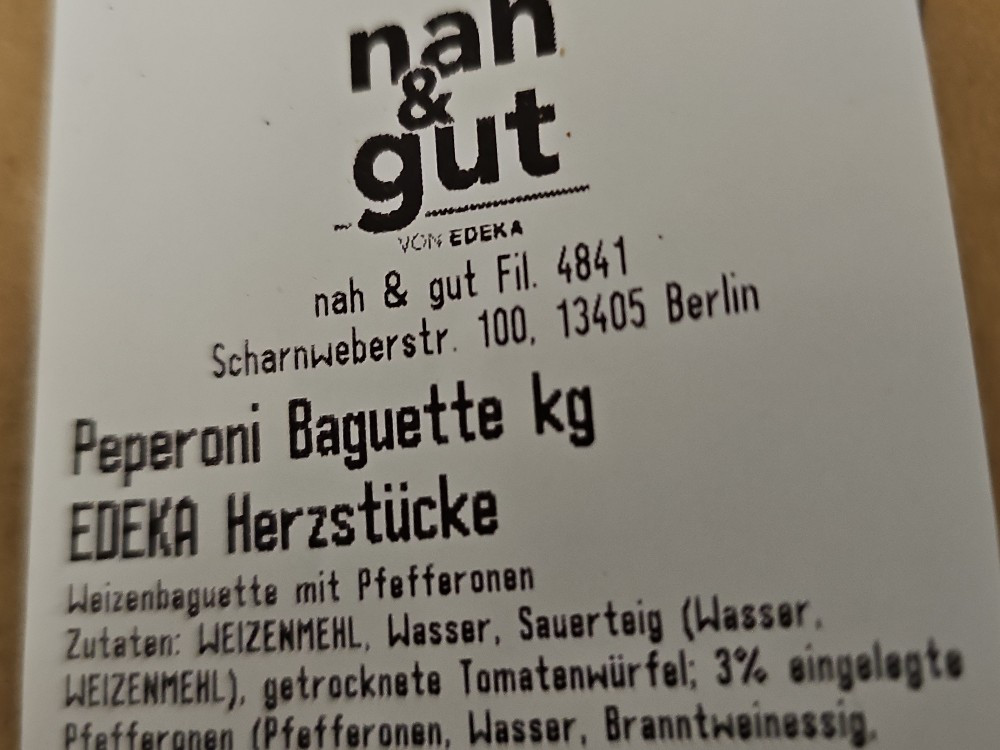 nah
&
gut
VON EDEKA
nah & gut Fil. 4841
Scharnweberstr. 100, 13405 Berlin
Peperoni Baguette kg
EDEKA Herzstücke
Weizenbaguette mit Pfefferonen
Zutaten: WEIZENMEHL, Wasser, Sauerteig (Wasser,
WEIZENMEHL), getrocknete Tomatenwürfel; 3% eingelegte
Pfefferonen (Pfefferonen, Wasser, Branntweinessig,